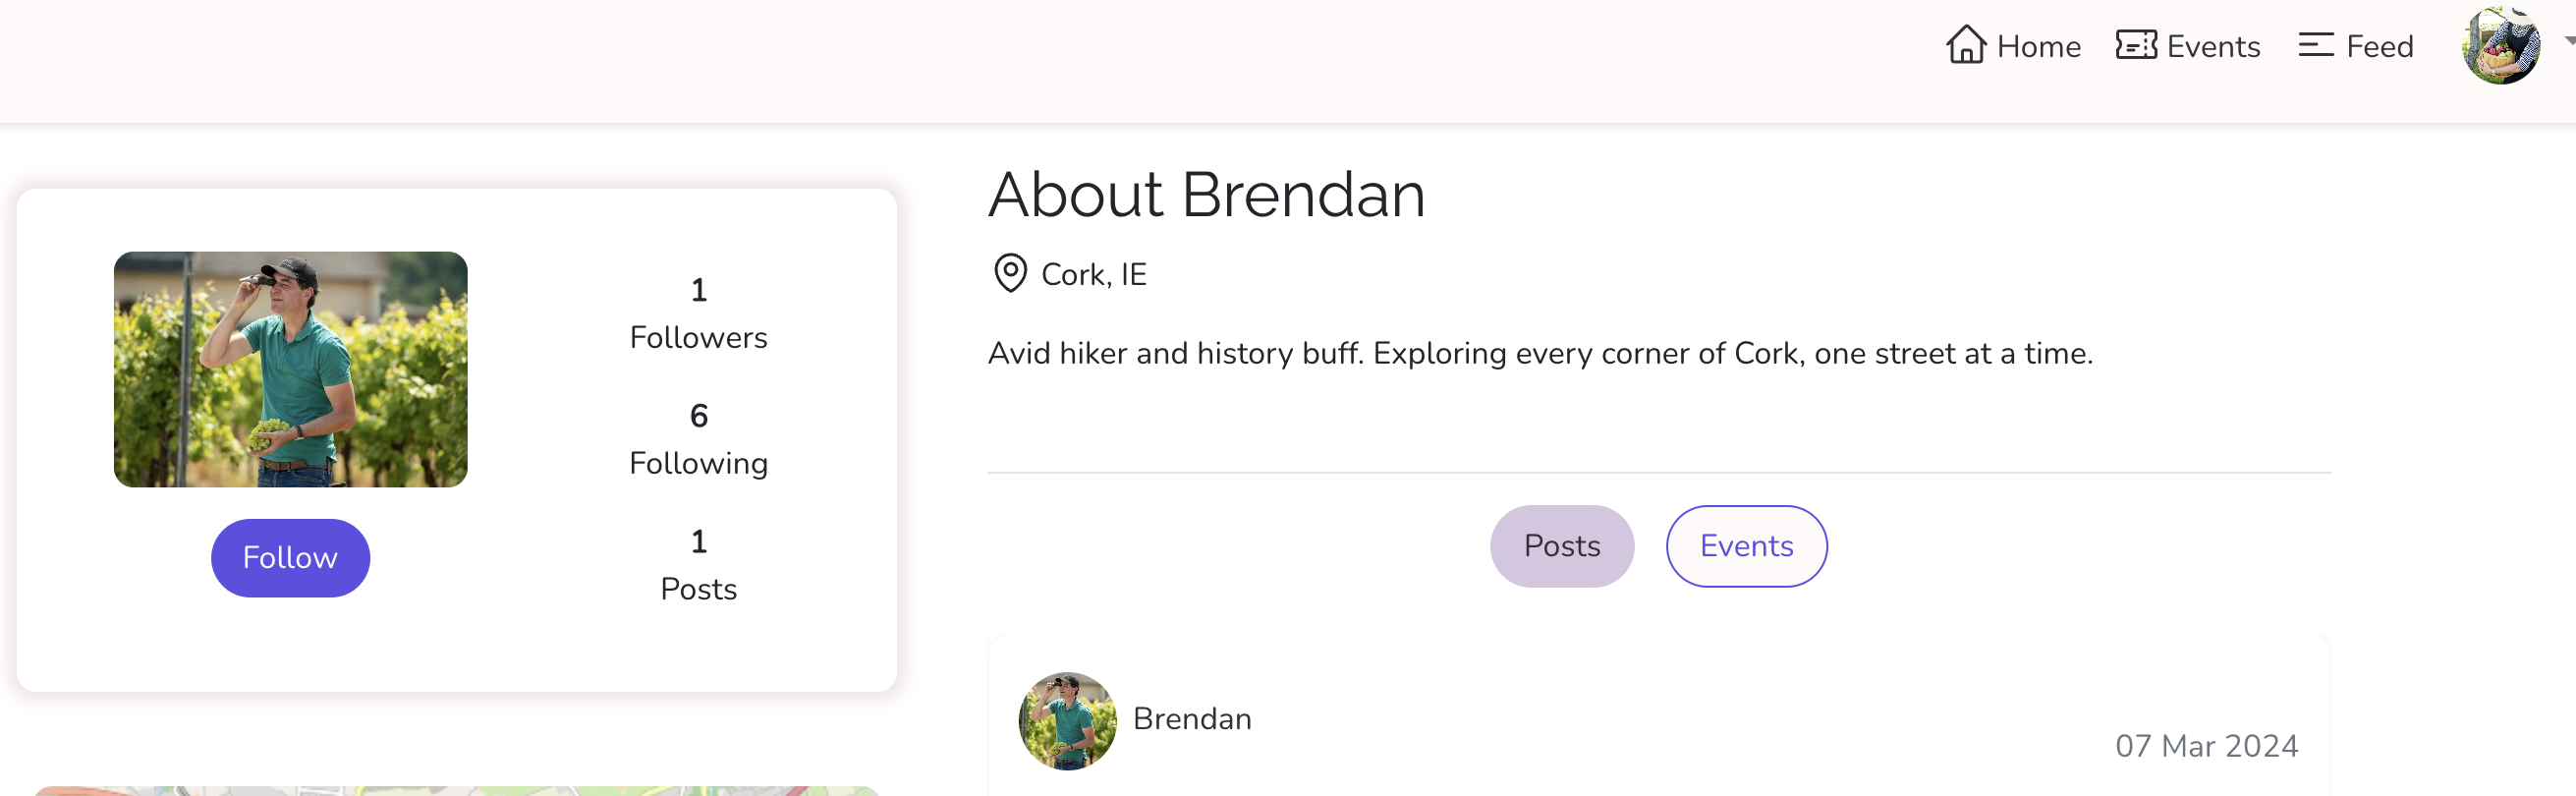 Home Events Feed
About Brendan
Cork, IE
Avid hiker and history buff. Exploring every corner of Cork, one street at a time.
1
Followers
6
Following
1
Posts
Follow
Posts Events
Brendan
07 Mar 2024